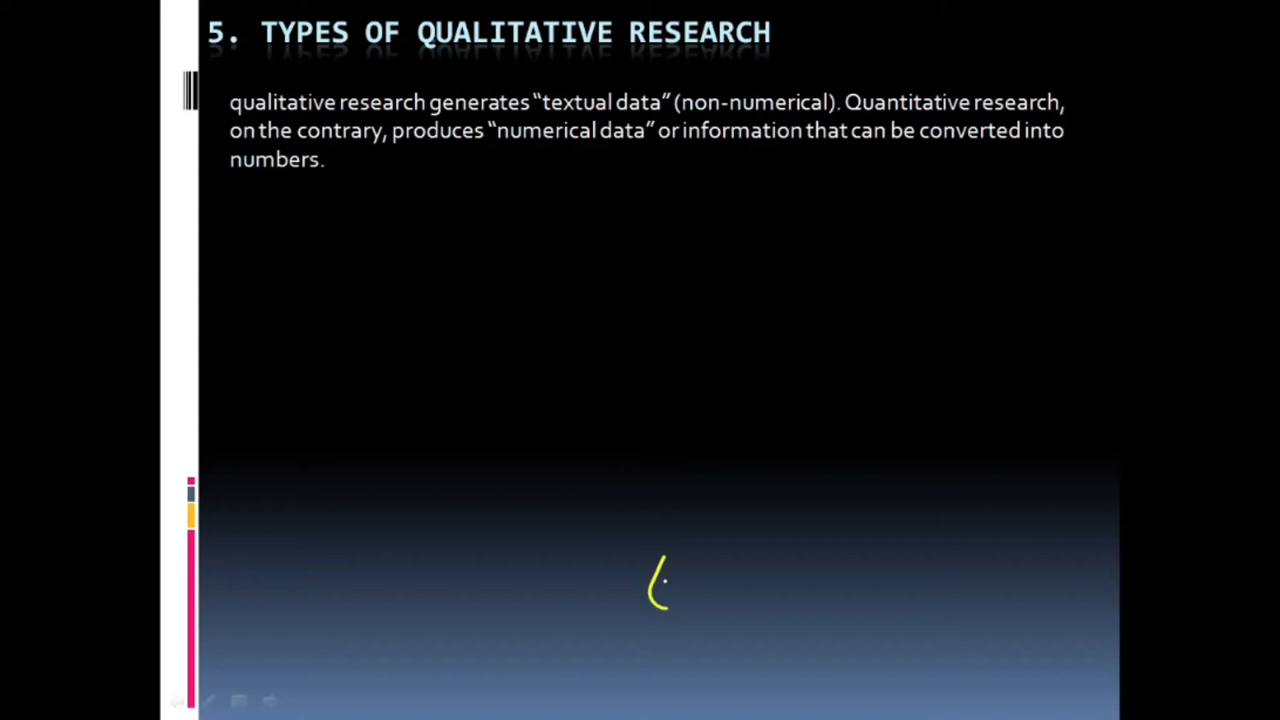 5. TYPES OF QUALITATIVE RESEARCH
qualitative research generates “textual data” (non-numerical). Quantitative research,
on the contrary, produces “numerical data” or information that can be converted into
numbers.